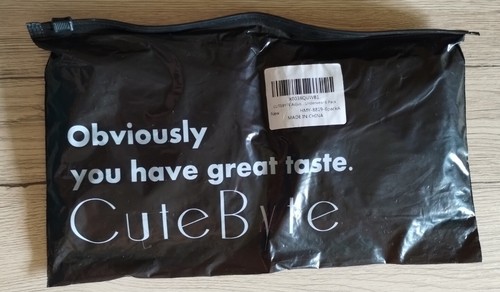 MADE IN CHINA
Obviously
you have great taste.
CuteByte